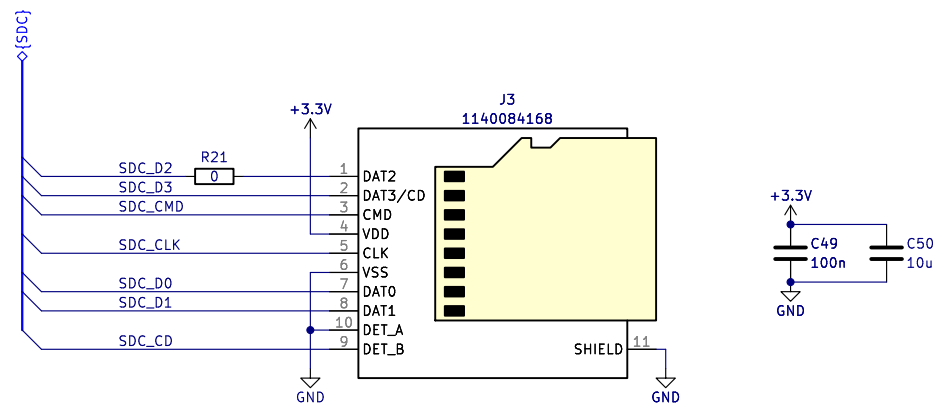 {SDC}
J3
1140084168
+3.3V
SDC_D2
R21
0
1
DAT2
SDC_D3
2
DAT3/CD
SDC_CMD
3
CMD
4
VDD
SDC_CLK
5
CLK
6
VSS
SDC_D0
7
DAT0
SDC_D1
8
DAT1
10
DET_A
SDC_CD
9
DET_B
SHIELD
11
GND
GND
+3.3V
C49
100n
C50
10u
GND